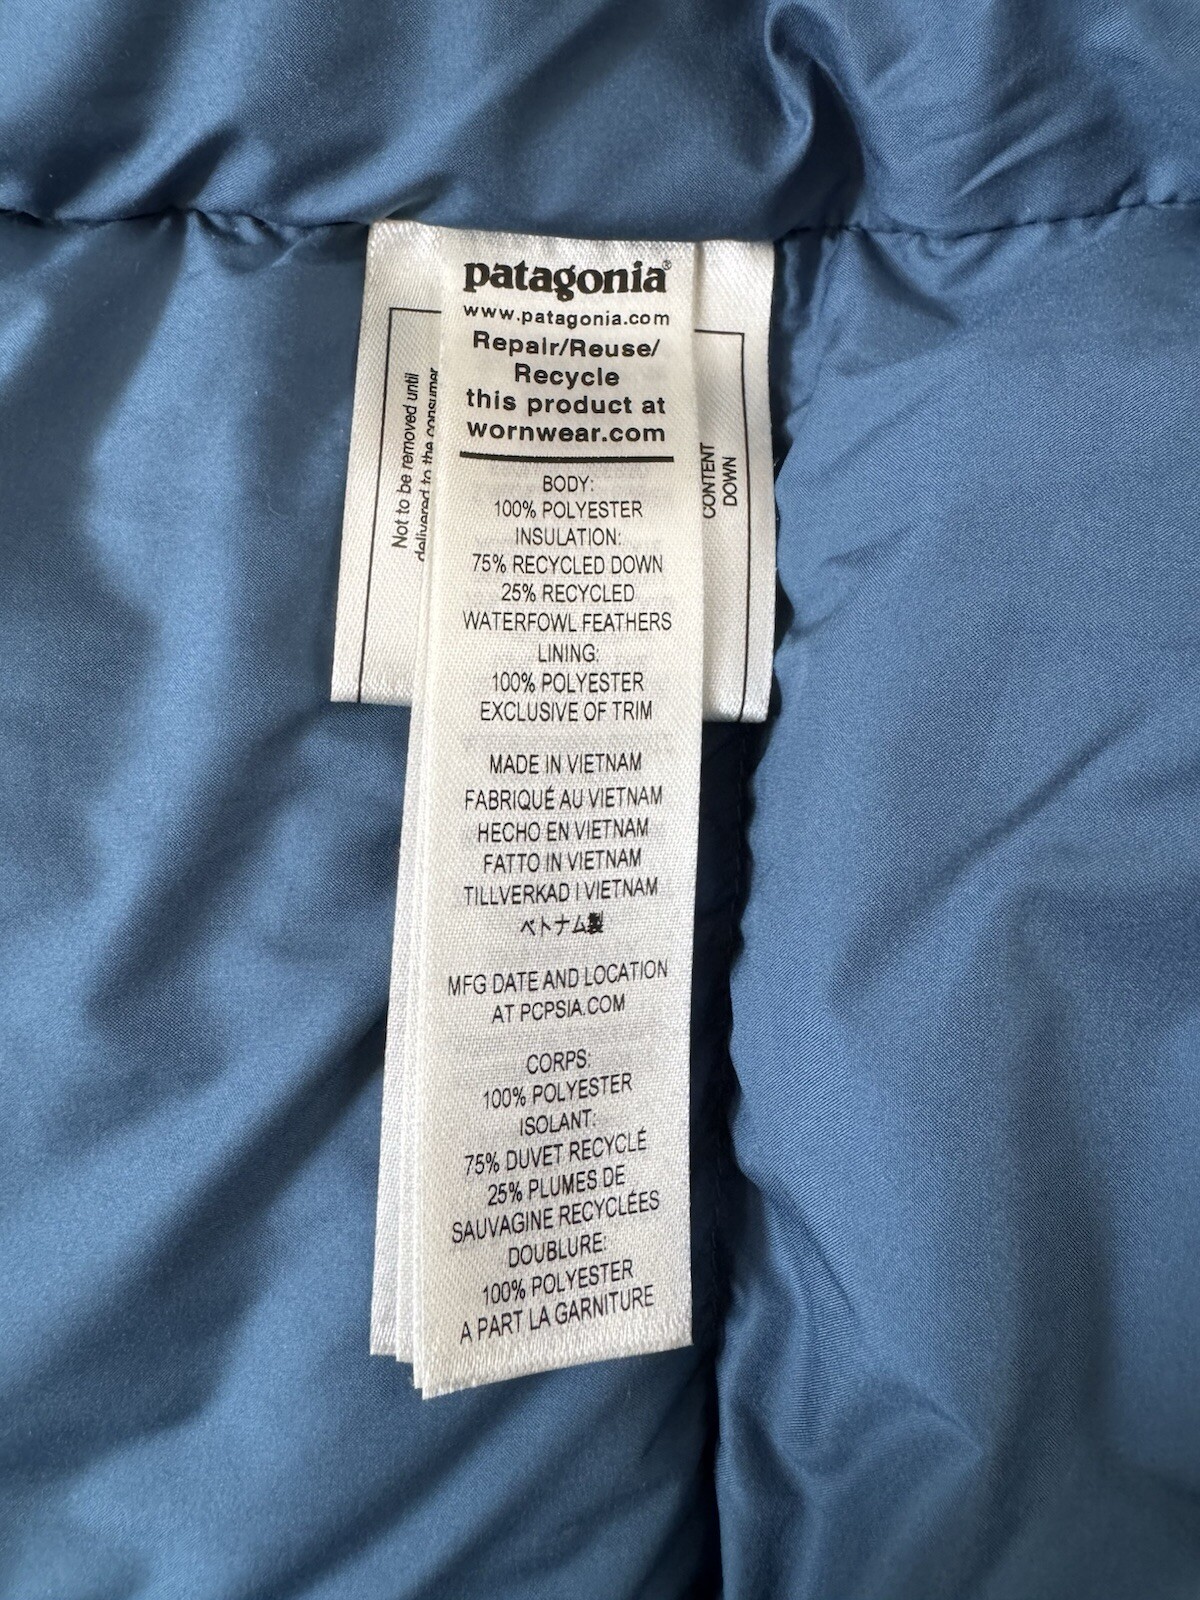 patagonia®
www.patagonia.com
Repair/Reuse/
Recycle
this product at
wornwear.com
BODY:
100% POLYESTER
INSULATION:
75% RECYCLED DOWN
25% RECYCLED
WATERFOWL FEATHERS
LINING:
100% POLYESTER
EXCLUSIVE OF TRIM
MADE IN VIETNAM
FABRIQUÉ AU VIETNAM
HECHO EN VIETNAM
FATTO IN VIETNAM
TILLVERKAD I VIETNAM
ベトナム製
MFG DATE AND LOCATION
AT PCPSIA.COM
CORPS:
100% POLYESTER
ISOLANT:
75% DUVET RECYCLÉ
25% PLUMES DE
SAUVAGINE RECYCLÉES
DOUBLURE:
100% POLYESTER
A PART LA GARNITURE
Not to be removed until
delivered to the consumer
CONTENT
DOWN